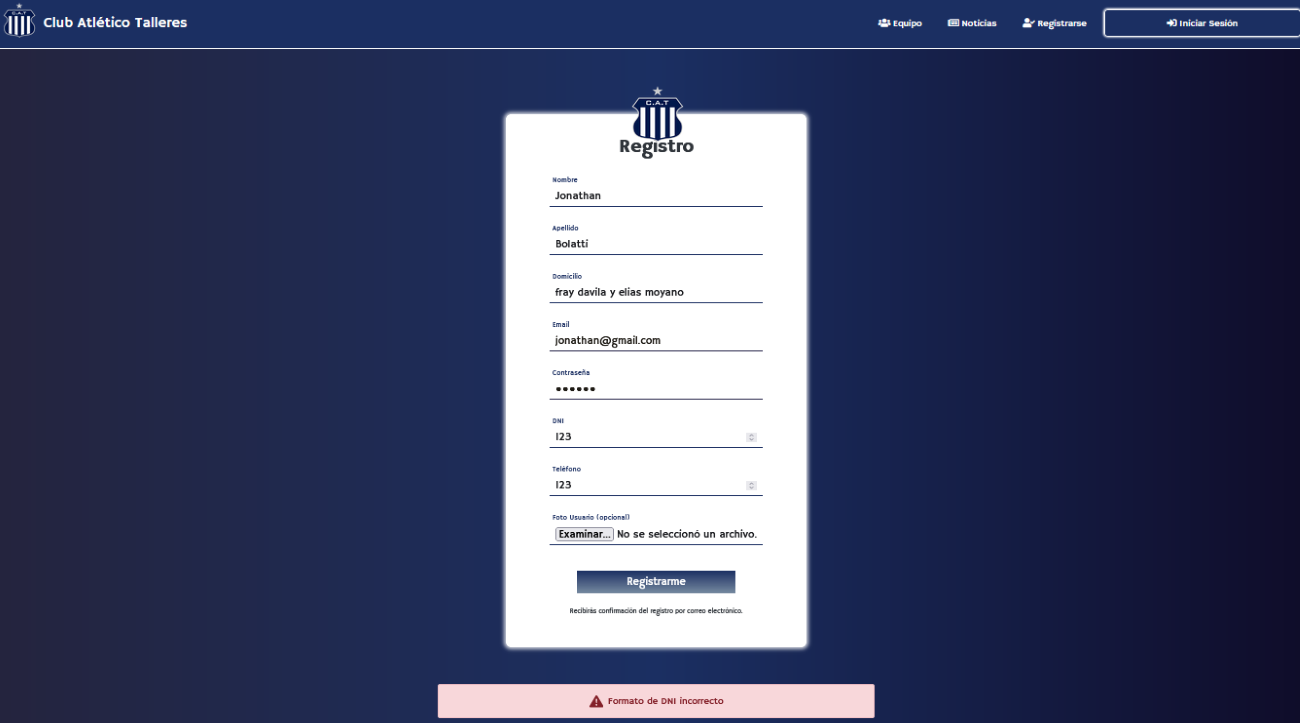 Club Atlético Talleres
Equipo
Noticias
Registrarse
Iniciar Sesión
C.A.T
Registro
Nombre
Jonathan
Apellido
Bolatti
Domicilio
fray davila y elias moyano
Email
jonathan@gmail.com
Contraseña
DNI
123
Teléfono
123
Foto Usuario (opcional)
Examinar... No se seleccionó un archivo.
Registrarme
Recibirás confirmación del registro por correo electrónico.
Formato de DNI incorrecto